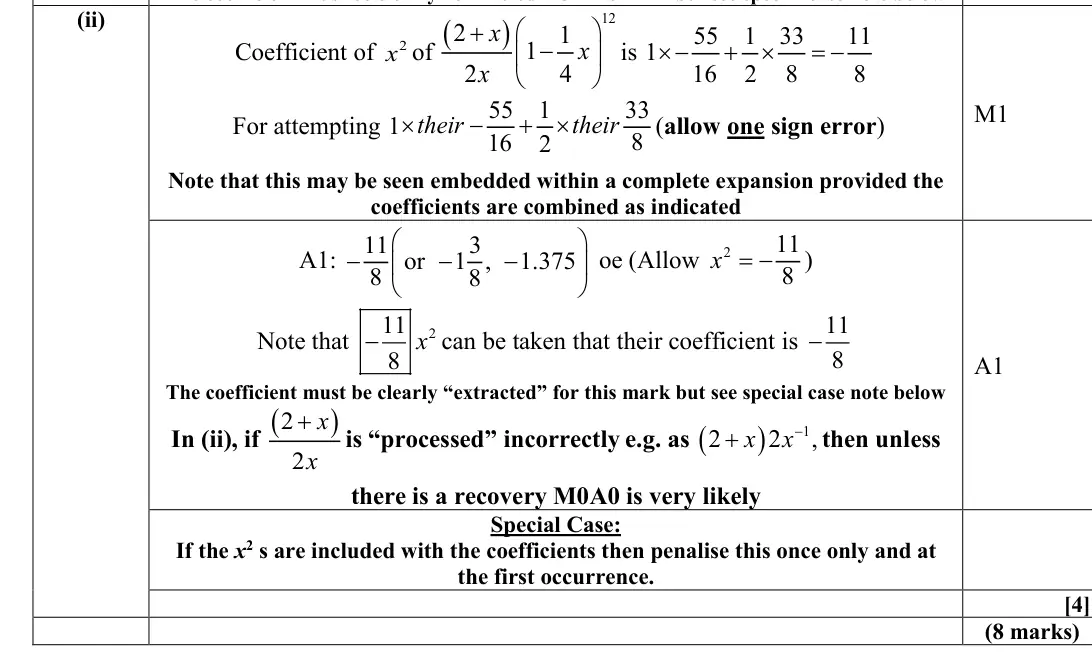 (ii)
Coefficient of x² of (2+x)/2x (1 − 1/4 x)¹² is 1×−55/16 + 1/2 × 33/8 = −11/8
For attempting 1×their −55/16 + 1/2 × their 33/8 (allow one sign error)
M1
Note that this may be seen embedded within a complete expansion provided the
coefficients are combined as indicated
A1: −11/8 (or −1 3/8, −1.375) oe (Allow x² = −11/8)
Note that −11/8 x² can be taken that their coefficient is −11/8
A1
The coefficient must be clearly “extracted” for this mark but see special case note below
In (ii), if (2+x)/2x is “processed” incorrectly e.g. as (2+x)2x⁻¹, then unless
there is a recovery M0A0 is very likely
Special Case:
If the x² s are included with the coefficients then penalise this once only and at
the first occurrence.
[4]
(8 marks)